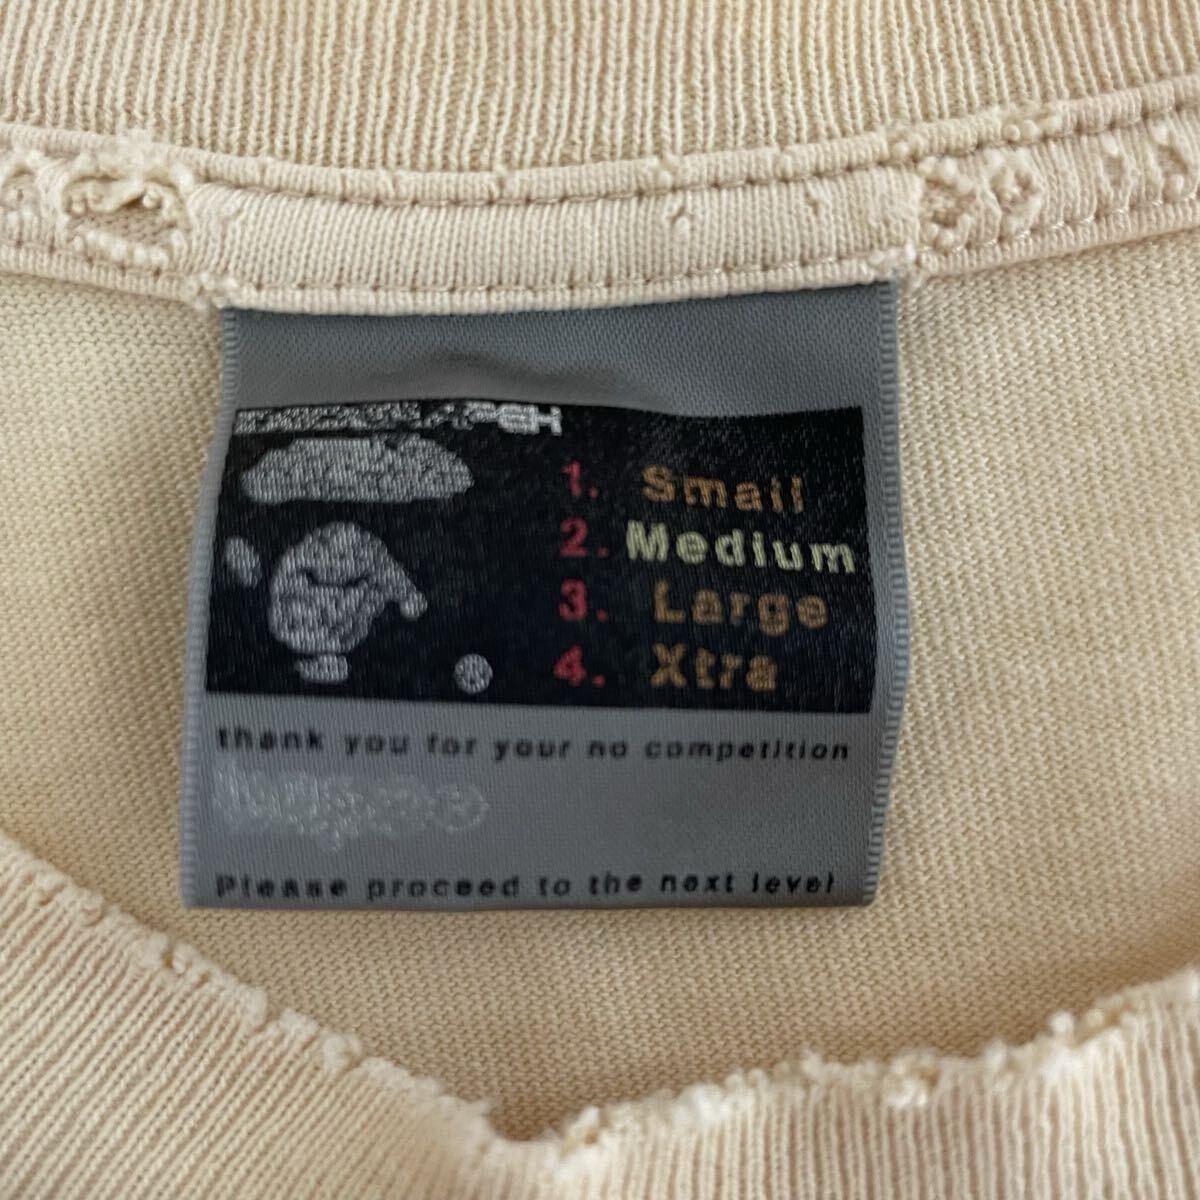 1. Small
2. Medium
3. Large
4. Xtra
thank you for your no competition
Please proceed to the next level